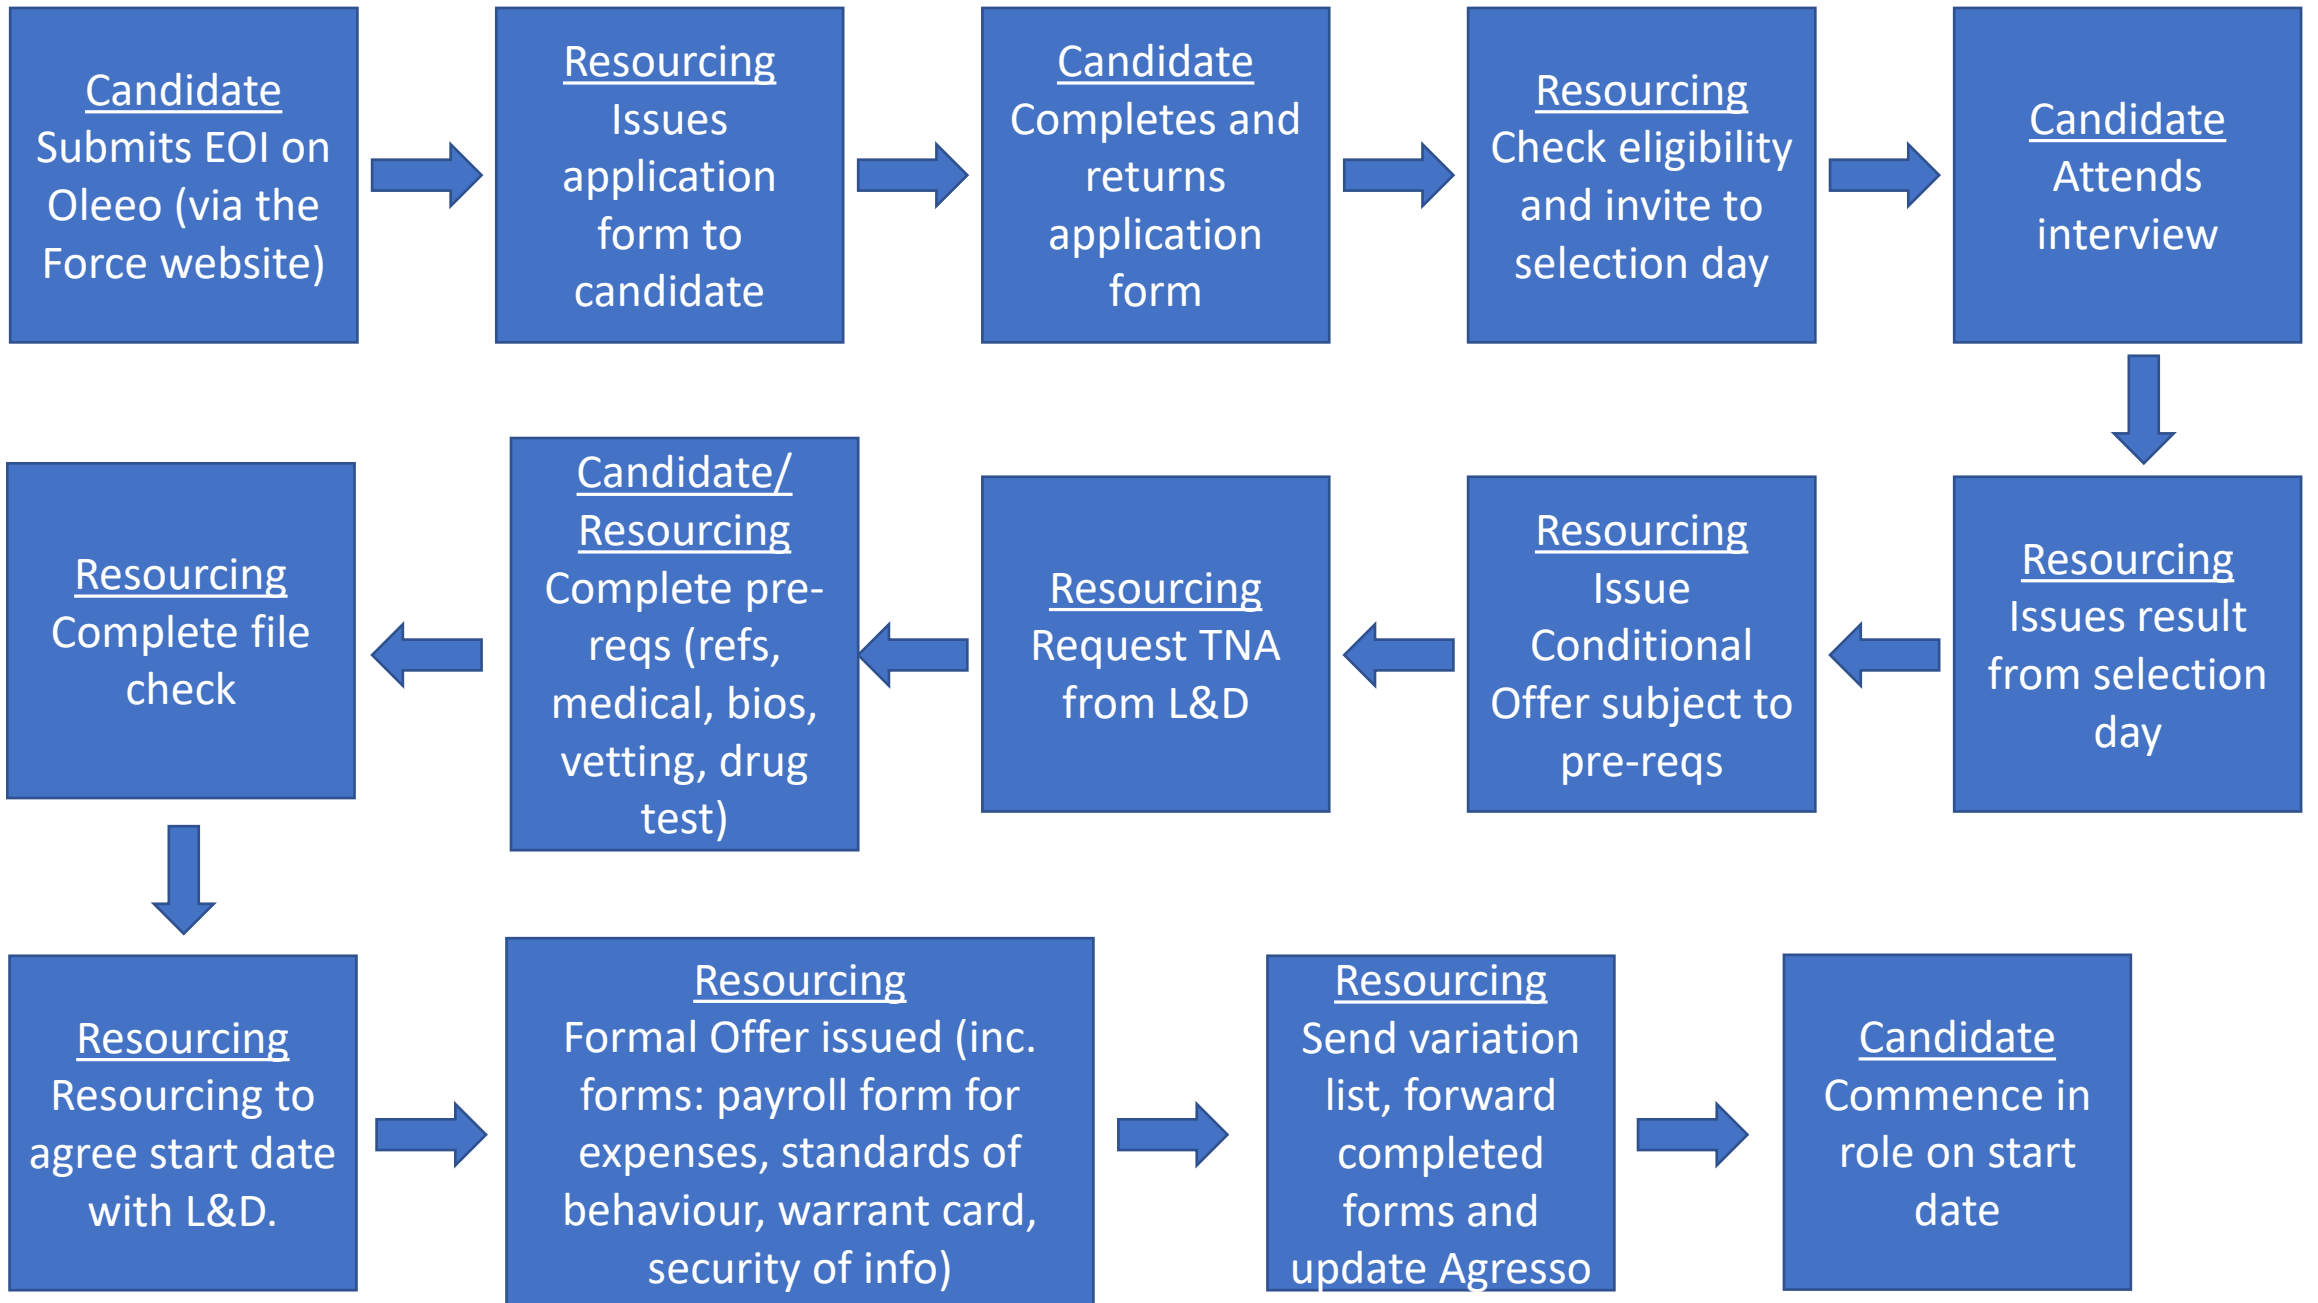 Candidate
Submits EOI on
Oleeo (via the
Force website)
Resourcing
Issues
application
form to
candidate
Candidate
Completes and
returns
application
form
Resourcing
Check eligibility
and invite to
selection day
Candidate
Attends
interview
Resourcing
Issues result
from selection
day
Resourcing
Issue
Conditional
Offer subject to
pre-reqs
Resourcing
Request TNA
from L&D
Candidate/
Resourcing
Complete pre-
reqs (refs,
medical, bios,
vetting, drug
test)
Resourcing
Complete file
check
Resourcing
Resourcing to
agree start date
with L&D.
Resourcing
Formal Offer issued (inc.
forms: payroll form for
expenses, standards of
behaviour, warrant card,
security of info)
Resourcing
Send variation
list, forward
completed
forms and
update Agresso
Candidate
Commence in
role on start
date